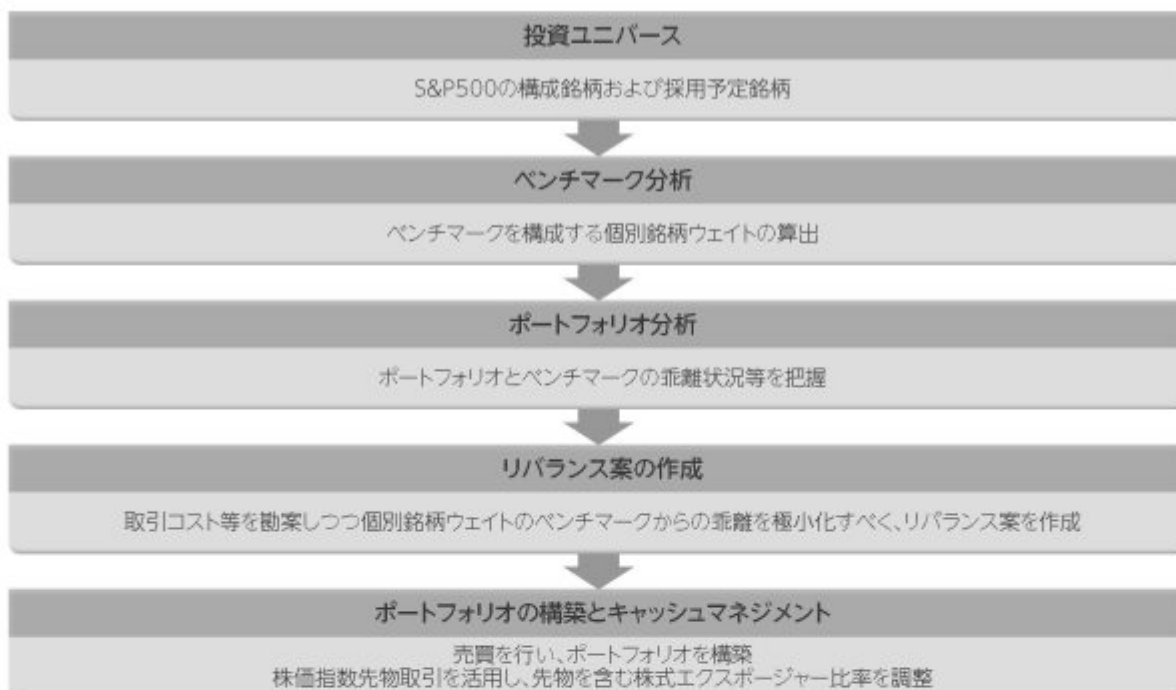 投資ユニバース
S&P500の構成銘柄および採用予定銘柄
ベンチマーク分析
ベンチマークを構成する個別銘柄ウェイトの算出
ポートフォリオ分析
ポートフォリオとベンチマークの乖離状況等を把握
リバランス案の作成
取引コスト等を勘案しつつ個別銘柄ウェイトのベンチマークからの乖離を極小化すべく、リバランス案を作成
ポートフォリオの構築とキャッシュマネジメント
売買を行い、ポートフォリオを構築
株価指数先物取引を活用し、先物を含む株式エクスポージャー比率を調整